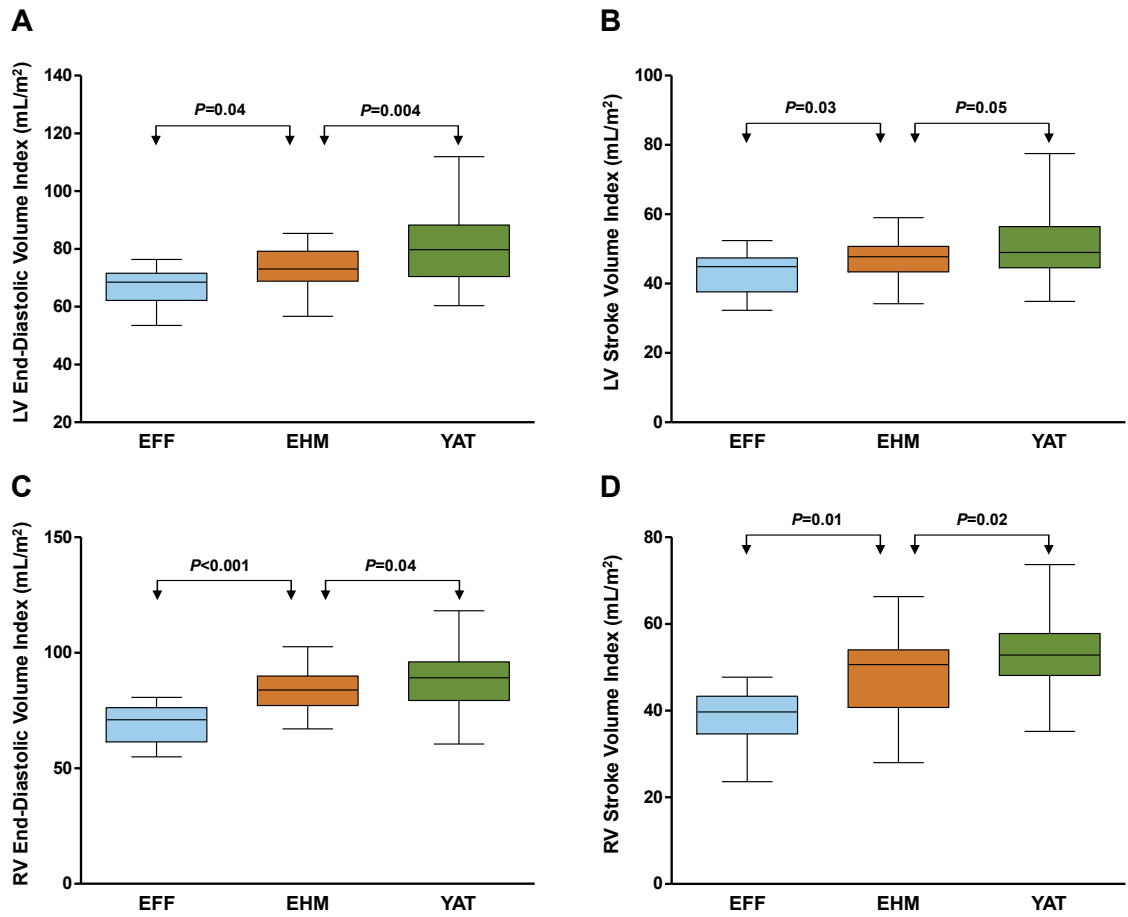 A
LV End-Diastolic Volume Index (mL/m²)
140
120
100
80
60
40
20
P=0.04
P=0.004
EFF
EHM
YAT
B
LV Stroke Volume Index (mL/m²)
100
80
60
40
20
0
P=0.03
P=0.05
EFF
EHM
YAT
C
RV End-Diastolic Volume Index (mL/m²)
150
100
50
0
P<0.001
P=0.04
EFF
EHM
YAT
D
RV Stroke Volume Index (mL/m²)
80
60
40
20
0
P=0.01
P=0.02
EFF
EHM
YAT